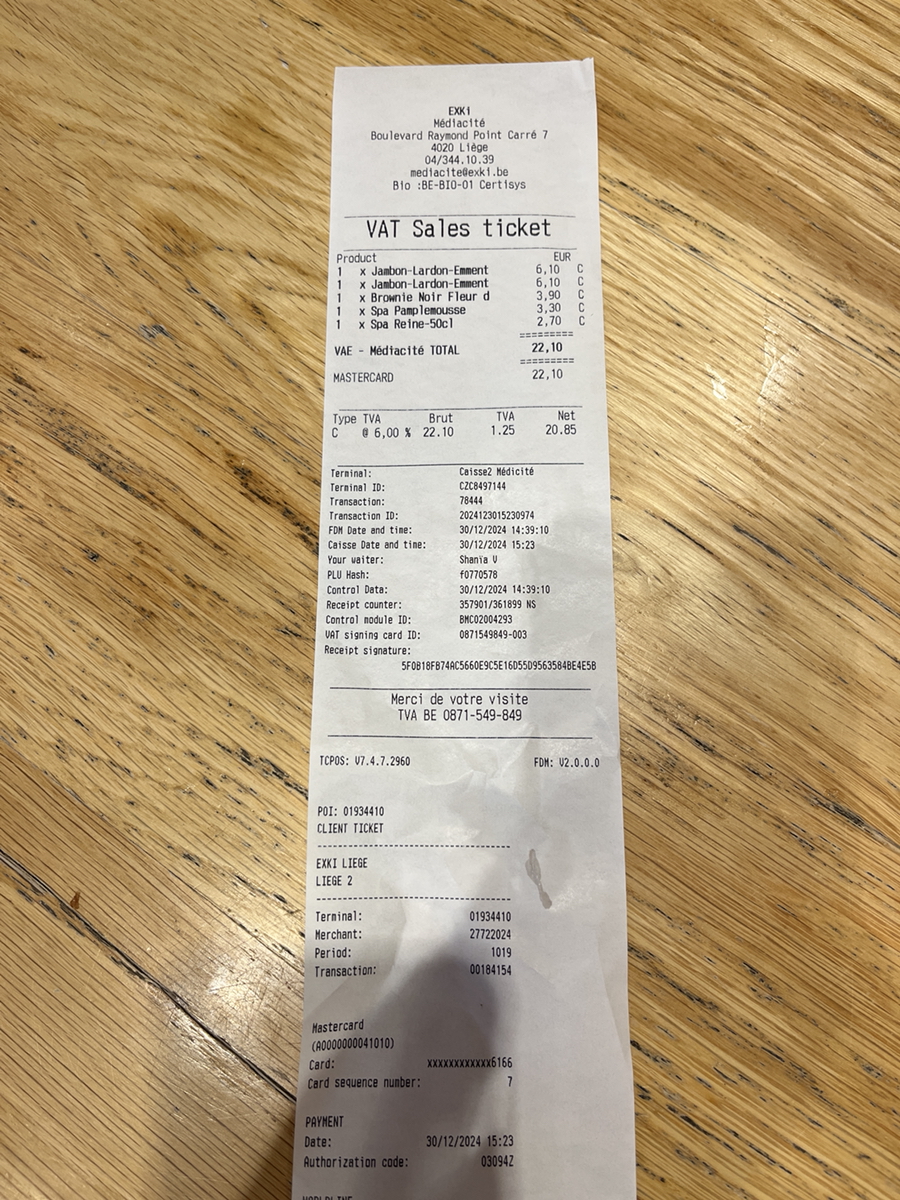 EXKi
Médiacité
Boulevard Raymond Point Carré 7
4020 Liège
04/344.10.39
mediacite@exki.be
Bio :BE-BIO-01 Certisys
VAT Sales ticket
Product EUR
1 x Jambon-Lardon-Emment 6,10 C
1 x Jambon-Lardon-Emment 6,10 C
1 x Brownie Noir Fleur d 3,90 C
1 x Spa Pamplemousse 3,30 C
1 x Spa Reine-50cl 2,70 C
=========
VAE - Médiacité TOTAL 22,10
=========
MASTERCARD 22,10
Type TVA Brut TVA Net
C @ 6,00 % 22.10 1.25 20.85
Terminal: Caisse2 Médicité
Terminal ID: CZC8497144
Transaction: 78444
Transaction ID: 2024123015230974
FDM Date and time: 30/12/2024 14:39:10
Caisse Date and time: 30/12/2024 15:23
Your waiter: Shania V
PLU Hash: f0770578
Control Data: 30/12/2024 14:39:10
Receipt counter: 357901/361899 NS
Control module ID: BMC02004293
VAT signing card ID: 0871549849-003
Receipt signature:
5F0B18FB74AC5660E9C5E16D55D9563584BE4E5B
Merci de votre visite
TVA BE 0871-549-849
TCPOS: V7.4.7.2960 FDM: V2.0.0.0
POI: 01934410
CLIENT TICKET
--------------------------------
EXKI LIEGE
LIEGE 2
--------------------------------
Terminal: 01934410
Merchant: 27722024
Period: 1019
Transaction: 00184154
Mastercard
(A0000000041010)
Card: xxxxxxxxxxxx6166
Card sequence number: 7
PAYMENT
Date: 30/12/2024 15:23
Authorization code: 03094Z